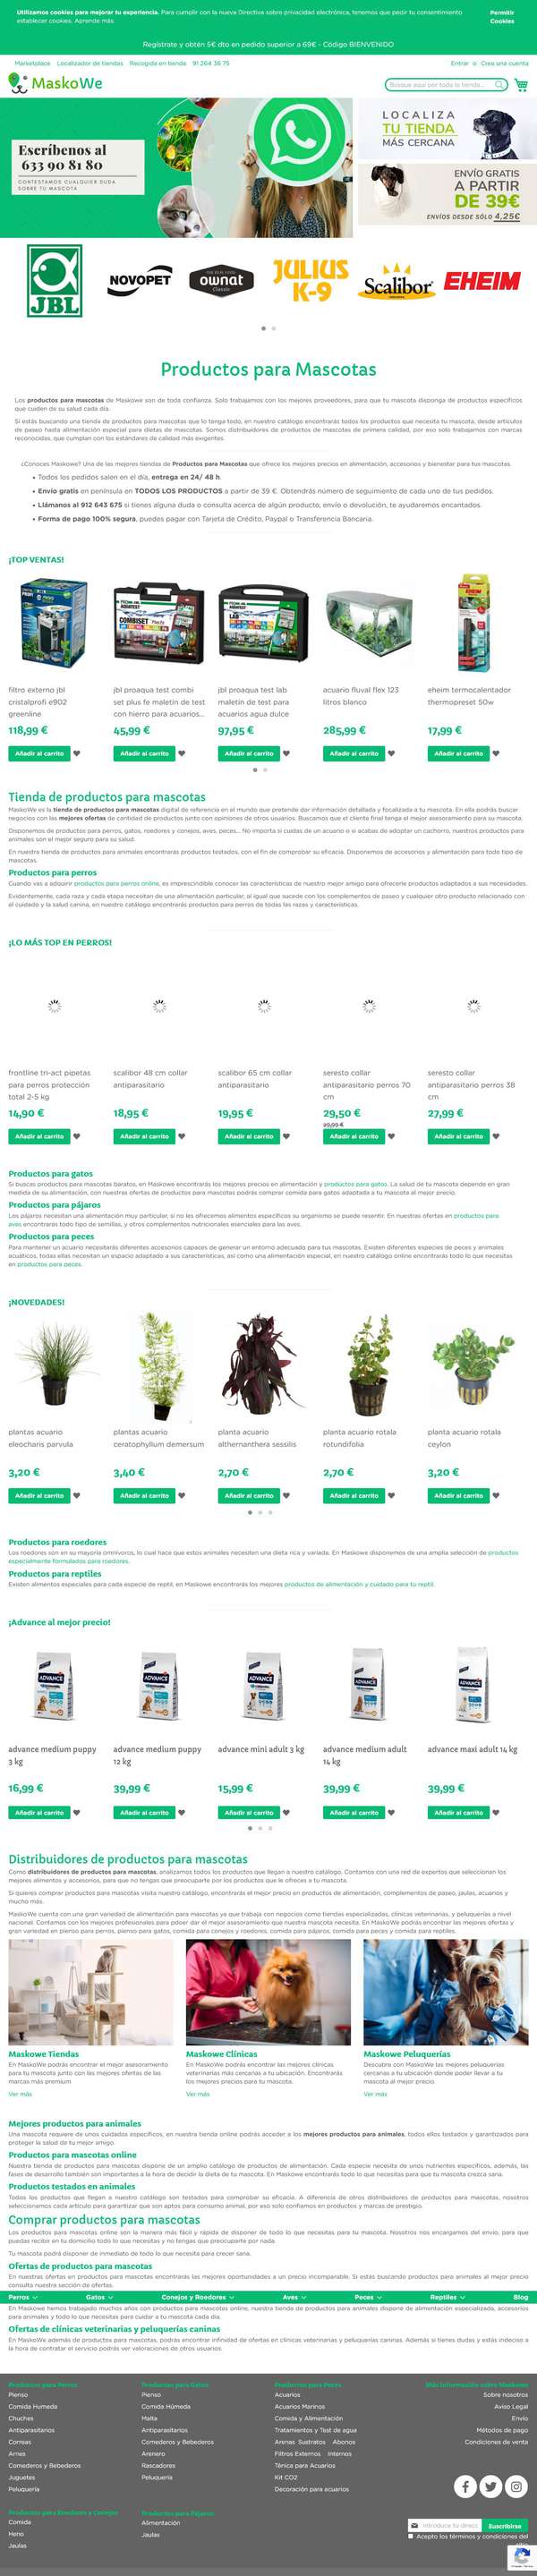 Utilizamos cookies para mejorar tu experiencia. Para cumplir con la nueva Directiva sobre privacidad electrónica, tenemos que pedir tu consentimiento
establecer cookies. Aprende más.
Permitir
Cookies
Regístrate y obtén 5€ dto en pedido superior a 69€ - Código BIENVENIDO
Marketplace Localizador de tiendas Recogida en tienda 91 264 36 75
Entrar o Crea una cuenta
MaskoWe
Busque aquí por toda la tienda...
Escríbenos al
633 90 81 80
CONTESTAMOS CUALQUIER DUDA
SOBRE TU MASCOTA
LOCALIZA
TU TIENDA
MÁS CERCANA
ENVÍO GRATIS
A PARTIR
DE 39€
ENVÍOS DESDE SÓLO 4,25€
JBL
NOVOPET
ownat
Classic
JULIUS
K-9
Scalibor
EHEIM
Productos para Mascotas
Los productos para mascotas de Maskowe son de toda confianza. Solo trabajamos con los mejores proveedores, para que tu mascota disponga de productos específicos
que cuiden de su salud cada día.
Si estás buscando una tienda de productos para mascotas que lo tenga todo, en nuestro catálogo encontrarás todos los productos que necesita tu mascota, desde artículos
de paseo hasta alimentación especial para dietas de mascotas. Somos distribuidores de productos de mascotas de primera calidad, por eso solo trabajamos con marcas
reconocidas, que cumplan con los estándares de calidad más exigentes.
¿Conoces Maskowe? Una de las mejores tiendas de Productos para Mascotas que ofrece los mejores precios en alimentación, accesorios y bienestar para tus mascotas.
• Todos los pedidos salen en el día, entrega en 24/ 48 h.
• Envío gratis en península en TODOS LOS PRODUCTOS a partir de 39 €. Obtendrás número de seguimiento de cada uno de tus pedidos.
• Llámanos al 912 643 675 si tienes alguna duda o consulta acerca de algún producto, envío o devolución, te ayudaremos encantados.
• Forma de pago 100% segura, puedes pagar con Tarjeta de Crédito, Paypal o Transferencia Bancaria.
¡TOP VENTAS!
filtro externo jbl
cristalprofi e902
greenline
118,99 €
Añadir al carrito
jbl proaqua test combi
set plus fe maletín de test
con hierro para acuarios...
45,99 €
Añadir al carrito
jbl proaqua test lab
maletín de test para
acuarios agua dulce
97,95 €
Añadir al carrito
acuario fluval flex 123
litros blanco
285,99 €
Añadir al carrito
eheim termocalentador
thermopreset 50w
17,99 €
Añadir al carrito
Tienda de productos para mascotas
MaskoWe es la tienda de productos para mascotas digital de referencia en el mundo que pretende dar información detallada y focalizada a tu mascota. En ella podrás buscar
negocios con las mejores ofertas de cantidad de productos junto con opiniones de otros usuarios. Buscamos que el cliente final tenga el mejor asesoramiento para su mascota.
Disponemos de productos para perros, gatos, roedores y conejos, aves, peces... No importa si cuidas de un acuario o si acabas de adoptar un cachorro, nuestros productos para
animales son el mejor seguro para su salud.
En nuestra tienda de productos para animales encontrarás productos testados, con el fin de comprobar su eficacia. Disponemos de accesorios y alimentación para todo tipo de
mascotas.
Productos para perros
Cuando vas a adquirir productos para perros online, es imprescindible conocer las características de nuestro mejor amigo para ofrecerle productos adaptados a sus necesidades.
Evidentemente, cada raza y cada etapa necesitan de una alimentación particular, al igual que sucede con los complementos de paseo y cualquier otro producto relacionado con
el cuidado y la salud canina, en nuestro catálogo encontrarás productos para perros de todas las razas y características.
¡LO MÁS TOP EN PERROS!
frontline tri-act pipetas
para perros protección
total 2-5 kg
14,90 €
Añadir al carrito
scalibor 48 cm collar
antiparasitario
18,95 €
Añadir al carrito
scalibor 65 cm collar
antiparasitario
19,95 €
Añadir al carrito
seresto collar
antiparasitario perros 70
cm
29,50 €
39,99 €
Añadir al carrito
seresto collar
antiparasitario perros 38
cm
27,99 €
Añadir al carrito
Productos para gatos
Si buscas productos para mascotas baratos, en Maskowe encontrarás los mejores precios en alimentación y productos para gatos. La salud de tu mascota depende en gran
medida de su alimentación, con nuestras ofertas de productos para mascotas podrás comprar comida para gatos adaptada a tu mascota al mejor precio.
Productos para pájaros
Los pájaros necesitan una alimentación muy particular, si no les ofrecemos alimentos específicos su organismo se puede resentir. En nuestras ofertas en productos para
aves encontraras todo tipo de semillas, y otros complementos nutricionales esenciales para las aves.
Productos para peces
Para mantener un acuario necesitarás diferentes accesorios capaces de generar un entorno adecuado para tus mascotas. Existen diferentes especies de peces y animales
acuáticos, todas ellas necesitan un espacio adaptado a sus características, así como una alimentación especial, en nuestro catálogo online encontrarás todo lo que necesitas
en productos para peces.
¡NOVEDADES!
plantas acuario
eleocharis parvula
3,20 €
Añadir al carrito
plantas acuario
ceratophyllum demersum
3,40 €
Añadir al carrito
planta acuario
althernanthera sessilis
2,70 €
Añadir al carrito
planta acuario rotala
rotundifolia
2,70 €
Añadir al carrito
planta acuario rotala
ceylon
3,20 €
Añadir al carrito
Productos para roedores
Los roedores son en su mayoría omnívoros, lo cual hace que estos animales necesiten una dieta rica y variada. En Maskowe disponemos de una amplia selección de productos
especialmente formulados para roedores.
Productos para reptiles
Existen alimentos especiales para cada especie de reptil, en Maskowe encontrarás los mejores productos de alimentación y cuidado para tu reptil.
¡Advance al mejor precio!
ADVANCE
ADVANCE
ADVANCE
ADVANCE
ADVANCE
advance medium puppy
3 kg
16,99 €
Añadir al carrito
advance medium puppy
12 kg
39,99 €
Añadir al carrito
advance mini adult 3 kg
15,99 €
Añadir al carrito
advance medium adult
14 kg
39,99 €
Añadir al carrito
advance maxi adult 14 kg
39,99 €
Añadir al carrito
Distribuidores de productos para mascotas
Como distribuidores de productos para mascotas, analizamos todos los productos que llegan a nuestro catálogo. Contamos con una red de expertos que seleccionan los
mejores alimentos y accesorios, para que no tengas que preocuparte por los productos que le ofreces a tu mascota.
Si quieres comprar productos para mascotas visita nuestro catálogo, encontrarás el mejor precio en productos de alimentación, complementos de paseo, jaulas, acuarios y
mucho más.
MaskoWe cuenta con una gran variedad de alimentación para mascotas ya que trabaja con negocios como tiendas especializadas, clínicas veterinarias, y peluquerías a nivel
nacional. Contamos con los mejores profesionales para poder dar el mejor asesoramiento que nuestra mascota necesita. En MaskoWe podrás encontrar las mejores ofertas y
gran variedad en pienso para perros, pienso para gatos, comida para conejos y roedores, comida para pájaros, comida para peces y comida para reptiles.
Maskowe Tiendas
En MaskoWe podrás encontrar el mejor asesoramiento
para tu mascota junto con las mejores ofertas de las
marcas más premium
Ver más
Maskowe Clínicas
En MaskoWe podrás encontrar las mejores clínicas
veterinarias más cercanas a tu ubicación. Encontrarás
los mejores precios para tu mascota.
Ver más
Maskowe Peluquerías
Descubre con MaskoWe las mejores peluquerías
cercanas a tu ubicación donde poder llevar a tu
mascota al mejor precio.
Ver más
Mejores productos para animales
Una mascota requiere de unos cuidados específicos, en nuestra tienda online podrás acceder a los mejores productos para animales, todos ellos testados y garantizados para
proteger la salud de tu mejor amigo.
Productos para mascotas online
Nuestra tienda de productos para mascotas dispone de un amplio catálogo de productos de alimentación. Cada especie necesita de unos nutrientes específicos, además, las
fases de desarrollo también son importantes a la hora de decidir la dieta de tu mascota. En Maskowe encontrarás todo lo que necesitas para que tu mascota crezca sana.
Productos testados en animales
Todos los productos que llegan a nuestro catálogo son testados para comprobar su eficacia. A diferencia de otros distribuidores de productos para mascotas, nosotros
seleccionamos cada artículo para garantizar que son aptos para consumo animal, por eso solo confiamos en productos y marcas de prestigio.
Comprar productos para mascotas
Los productos para mascotas online son la manera más fácil y rápida de disponer de todo lo que necesitas para tu mascota. Nosotros nos encargamos del envío, para que
puedas recibir en tu domicilio todo lo que necesitas y no tengas que preocuparte por nada.
Tu mascota podrá disponer de inmediato de todo lo que necesita para crecer sana.
Ofertas de productos para mascotas
En nuestras ofertas en productos para mascotas encontrarás las mejores oportunidades a un precio incomparable. Si estás buscando productos para animales al mejor precio
consulta nuestra sección de ofertas.
Perros Gatos Conejos y Roedores Aves Peces Reptiles Blog
En Maskowe hemos trabajado muchos años con productos para mascotas online, nuestra tienda de productos para animales dispone de alimentación especializada, accesorios
para animales y todo lo que necesitas para cuidar a tu mascota cada día.
Ofertas de clínicas veterinarias y peluquerías caninas
En MaskoWe además de productos para mascotas, podrás encontrar infinidad de ofertas en clínicas veterinarias y peluquerías caninas. Además si tienes dudas y estás indeciso a
la hora de contratar el servicio podrás ver valoraciones de otros usuarios.
Productos para Perros
Pienso
Comida Humeda
Chuches
Antiparasitarios
Correas
Arnes
Comederos y Bebederos
Juguetes
Peluquería
Productos para Gatos
Pienso
Comida Húmeda
Malta
Antiparasitarios
Comederos y Bebederos
Arenero
Rascadores
Peluquería
Productos para Peces
Acuarios
Acuarios Marinos
Comida y Alimentación
Tratamientos y Test de agua
Arenas Sustratos Abonos
Filtros Externos Internos
Ténica para Acuarios
Kit CO2
Decoración para acuarios
Más Información sobre Maskowe
Sobre nosotros
Aviso Legal
Envío
Métodos de pago
Condiciones de venta
Productos para Roedores y Conejos
Comida
Heno
Jaulas
Productos para Pájaros
Alimentación
Jaulas
Introduce tu direcc
Suscribirse
Acepto los términos y condiciones del